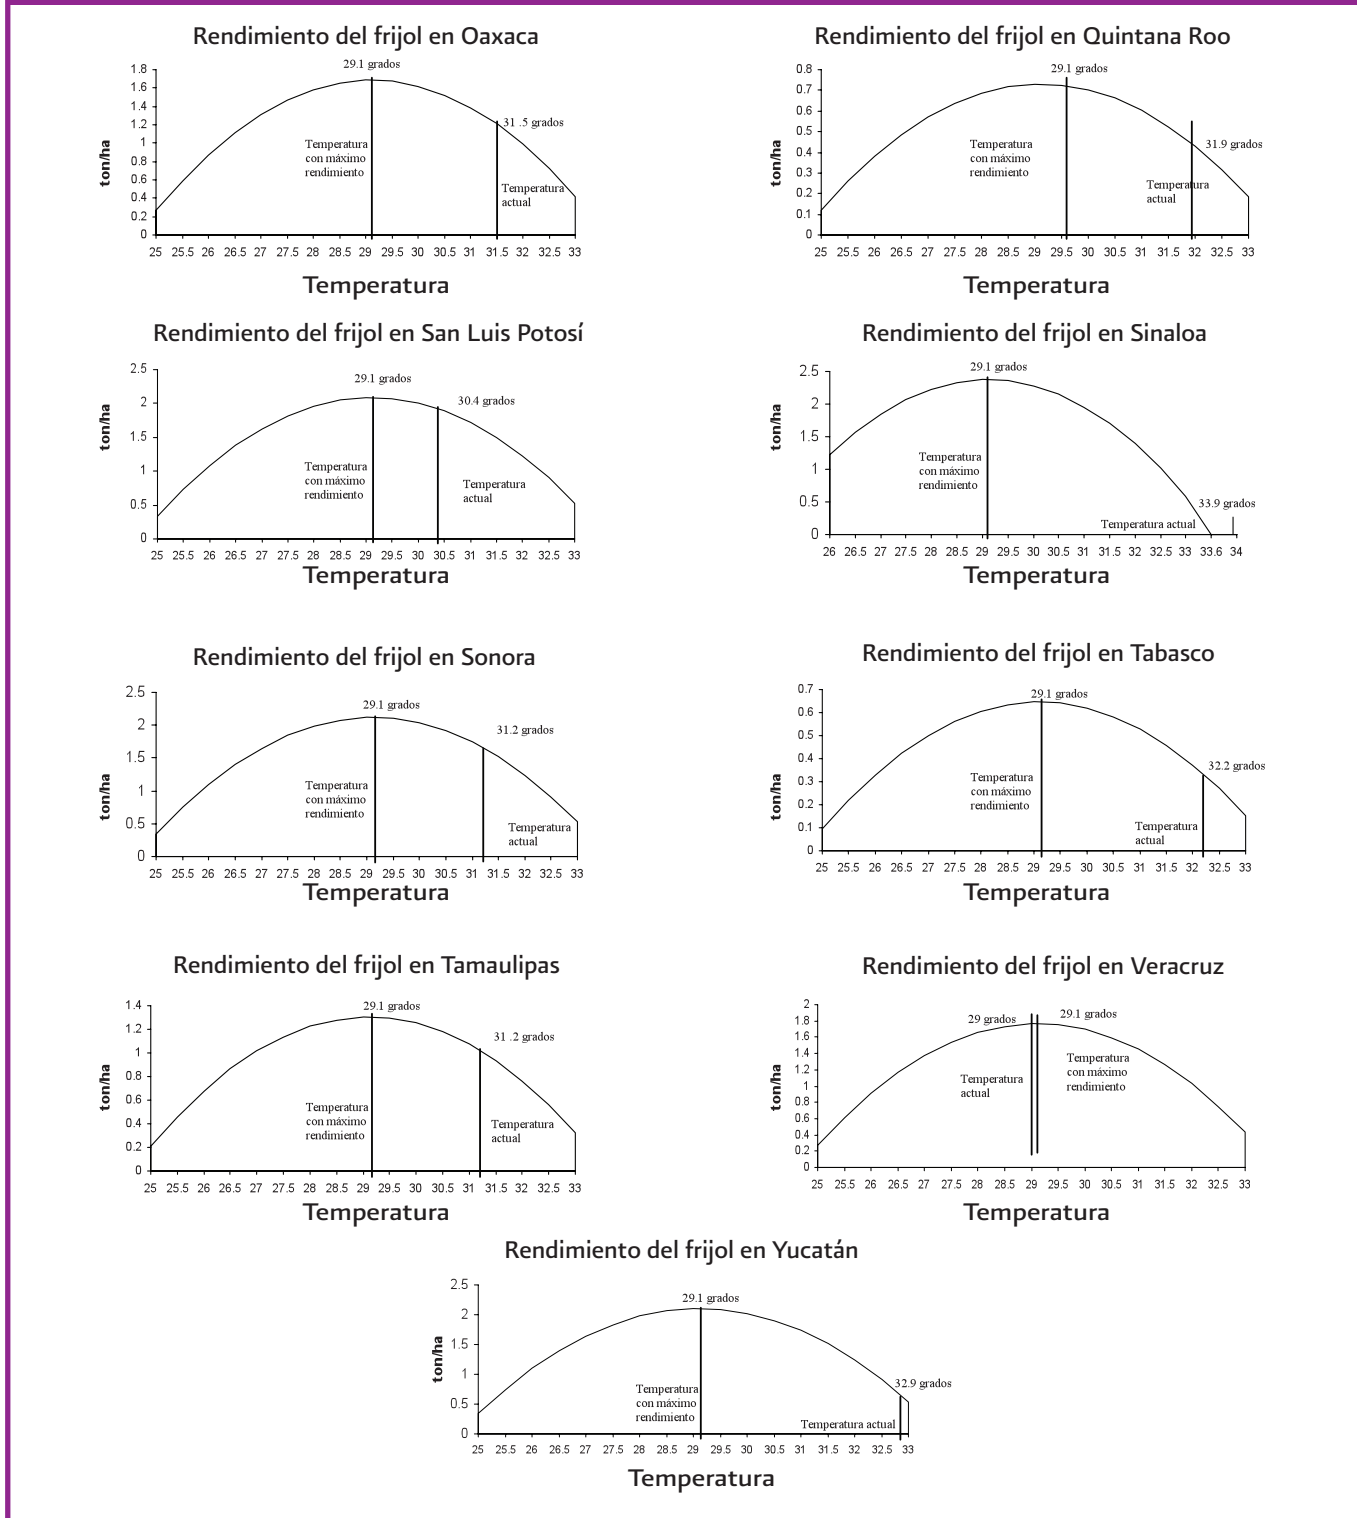 Rendimiento del frijol en Oaxaca
29.1 grados
ton/ha
1.8
1.6
1.4
1.2
1
0.8
0.6
0.4
0.2
0
31 .5 grados
Temperatura
con máximo
rendimiento
Temperatura
actual
25 25.5 26 26.5 27 27.5 28 28.5 29 29.5 30 30.5 31 31.5 32 32.5 33
Temperatura
Rendimiento del frijol en Quintana Roo
29.1 grados
ton/ha
0.8
0.7
0.6
0.5
0.4
0.3
0.2
0.1
0
31.9 grados
Temperatura
con máximo
rendimiento
Temperatura
actual
25 25.5 26 26.5 27 27.5 28 28.5 29 29.5 30 30.5 31 31.5 32 32.5 33
Temperatura
Rendimiento del frijol en San Luis Potosí
29.1 grados
30.4 grados
ton/ha
2.5
2
1.5
1
0.5
0
Temperatura
con máximo
rendimiento
Temperatura
actual
25 25.5 26 26.5 27 27.5 28 28.5 29 29.5 30 30.5 31 31.5 32 32.5 33
Temperatura
Rendimiento del frijol en Sinaloa
29.1 grados
ton/ha
2.5
2
1.5
1
0.5
0
Temperatura
con máximo
rendimiento
33.9 grados
Temperatura actual
26 26.5 27 27.5 28 28.5 29 29.5 30 30.5 31 31.5 32 32.5 33 33.6 34
Temperatura
Rendimiento del frijol en Sonora
29.1 grados
31.2 grados
ton/ha
2.5
2
1.5
1
0.5
0
Temperatura
con máximo
rendimiento
Temperatura
actual
25 25.5 26 26.5 27 27.5 28 28.5 29 29.5 30 30.5 31 31.5 32 32.5 33
Temperatura
Rendimiento del frijol en Tabasco
29.1 grados
ton/ha
0.7
0.6
0.5
0.4
0.3
0.2
0.1
0
32.2 grados
Temperatura
con máximo
rendimiento
Temperatura
actual
25 25.5 26 26.5 27 27.5 28 28.5 29 29.5 30 30.5 31 31.5 32 32.5 33
Temperatura
Rendimiento del frijol en Tamaulipas
29.1 grados
31 .2 grados
ton/ha
1.4
1.2
1
0.8
0.6
0.4
0.2
0
Temperatura
con máximo
rendimiento
Temperatura
actual
25 25.5 26 26.5 27 27.5 28 28.5 29 29.5 30 30.5 31 31.5 32 32.5 33
Temperatura
Rendimiento del frijol en Veracruz
29 grados
29.1 grados
ton/ha
2
1.8
1.6
1.4
1.2
1
0.8
0.6
0.4
0.2
0
Temperatura
con máximo
rendimiento
Temperatura
actual
25 25.5 26 26.5 27 27.5 28 28.5 29 29.5 30 30.5 31 31.5 32 32.5 33
Temperatura
Rendimiento del frijol en Yucatán
29.1 grados
ton/ha
2.5
2
1.5
1
0.5
0
32.9 grados
Temperatura
con máximo
rendimiento
Temperatura actual
25 25.5 26 26.5 27 27.5 28 28.5 29 29.5 30 30.5 31 31.5 32 32.5 33
Temperatura